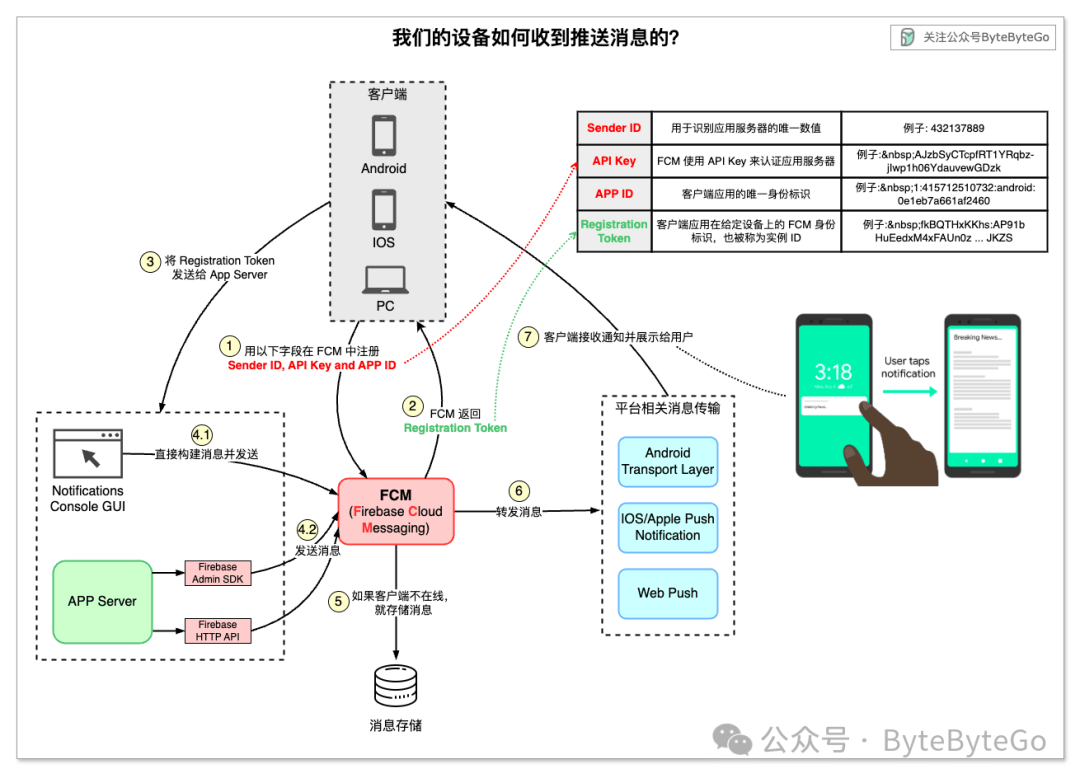 我们的设备如何收到推送消息的?
关注公众号ByteByteGo
客户端
Android
IOS
PC
Sender ID
用于识别应用服务器的唯一数值
例子: 432137889
API Key
FCM 使用 API Key 来认证应用服务器
例子:&nbsp;AJzbSyCTcpfRT1YRqbz-
jIwp1h06YdauvewGDzk
APP ID
客户端应用的唯一身份标识
例子:&nbsp;1:415712510732:android:
0e1eb7a661af2460
Registration
Token
客户端应用在给定设备上的 FCM 身份
标识，也被称为实例 ID
例子:&nbsp;fkBQTHxKKhs:AP91b
HuEedxM4xFAUn0z ... JKZS
3
将 Registration Token
发送给 App Server
1
用以下字段在 FCM 中注册
Sender ID, API Key and APP ID
2
FCM 返回
Registration Token
7
客户端接收通知并展示给用户
3:18
Breaking News...
User taps
notification
Breaking News...
4.1
直接构建消息并发送
Notifications
Console GUI
FCM
(Firebase Cloud
Messaging)
4.2
发送消息
APP Server
Firebase
Admin SDK
Firebase
HTTP API
5
如果客户端不在线，
就存储消息
消息存储
6
转发消息
平台相关消息传输
Android
Transport Layer
IOS/Apple Push
Notification
Web Push
公众号 · ByteByteGo